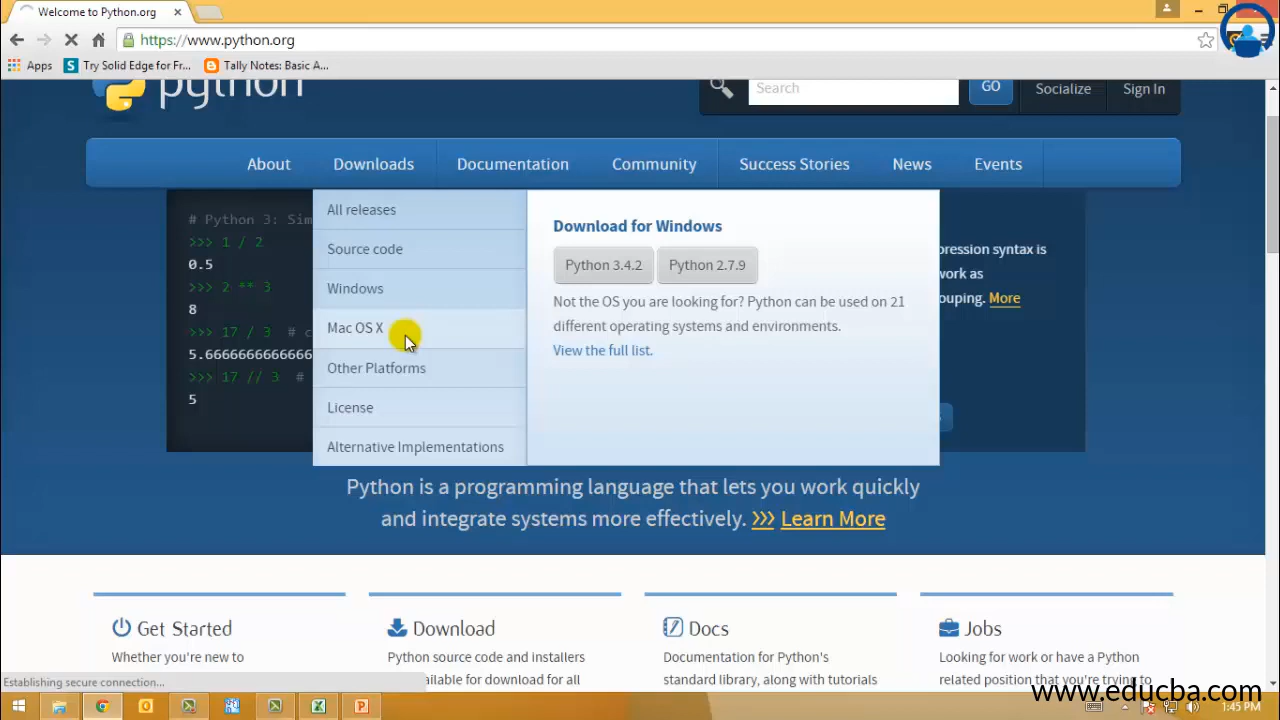 Welcome to Python.org
https://www.python.org
Apps Try Solid Edge for Fr... Tally Notes: Basic A...
python
Search GO Socialize Sign In
About Downloads Documentation Community Success Stories News Events
All releases
Source code
Windows
Mac OS X
Other Platforms
License
Alternative Implementations
Download for Windows
Python 3.4.2 Python 2.7.9
Not the OS you are looking for? Python can be used on 21
different operating systems and environments.
View the full list.
# Python 3: Sim
>>> 1 / 2
0.5
>>> 2 ** 3
8
>>> 17 / 3 # c
5.6666666666666
>>> 17 // 3 #
5
pression syntax is
work as
ouping. More
Python is a programming language that lets you work quickly
and integrate systems more effectively. >>> Learn More
Get Started
Whether you're new to
Download
Python source code and installers
available for download for all
Docs
Documentation for Python's
standard library, along with tutorials
Jobs
Looking for work or have a Python
related position that you're trying to
Establishing secure connection...
www.educba.com
1:45 PM